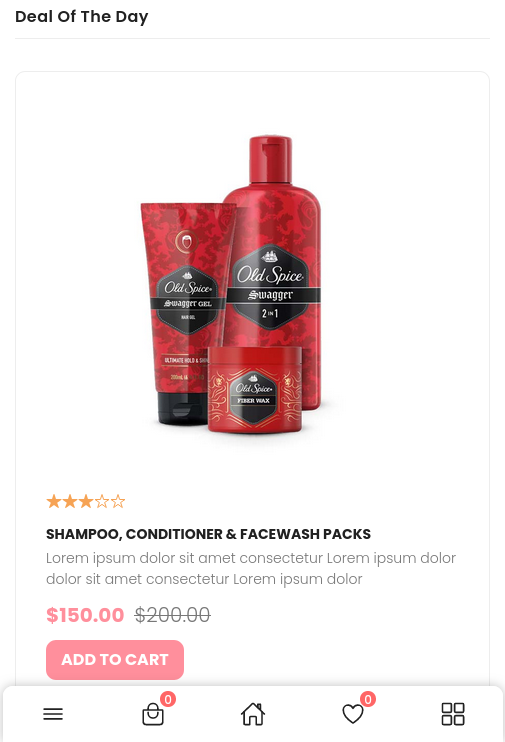 Deal Of The Day
Old Spice
Swagger
2 IN 1
Old Spice
Swagger GEL
HAIR GEL
ULTIMATE HOLD & SHIN
Old Spice
FIBER WAX
SHAMPOO, CONDITIONER & FACEWASH PACKS
Lorem ipsum dolor sit amet consectetur Lorem ipsum dolor
dolor sit amet consectetur Lorem ipsum dolor
$150.00 $200.00
ADD TO CART
0 0